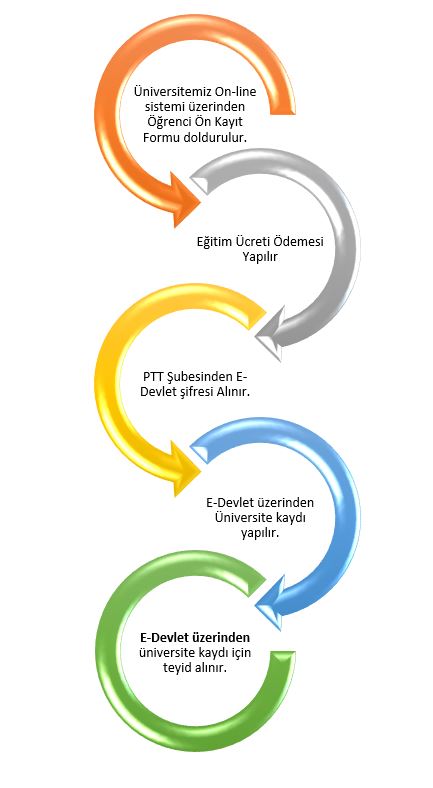 Üniversitemiz On-line
sistemi üzerinden
Öğrenci Ön Kayıt
Formu doldurulur.
Eğitim Ücreti Ödemesi
Yapılır
PTT Şubesinden E-
Devlet şifresi Alınır.
E-Devlet üzerinden
Üniversite kaydı
yapılır.
E-Devlet üzerinden
üniversite kaydı için
teyid alınır.